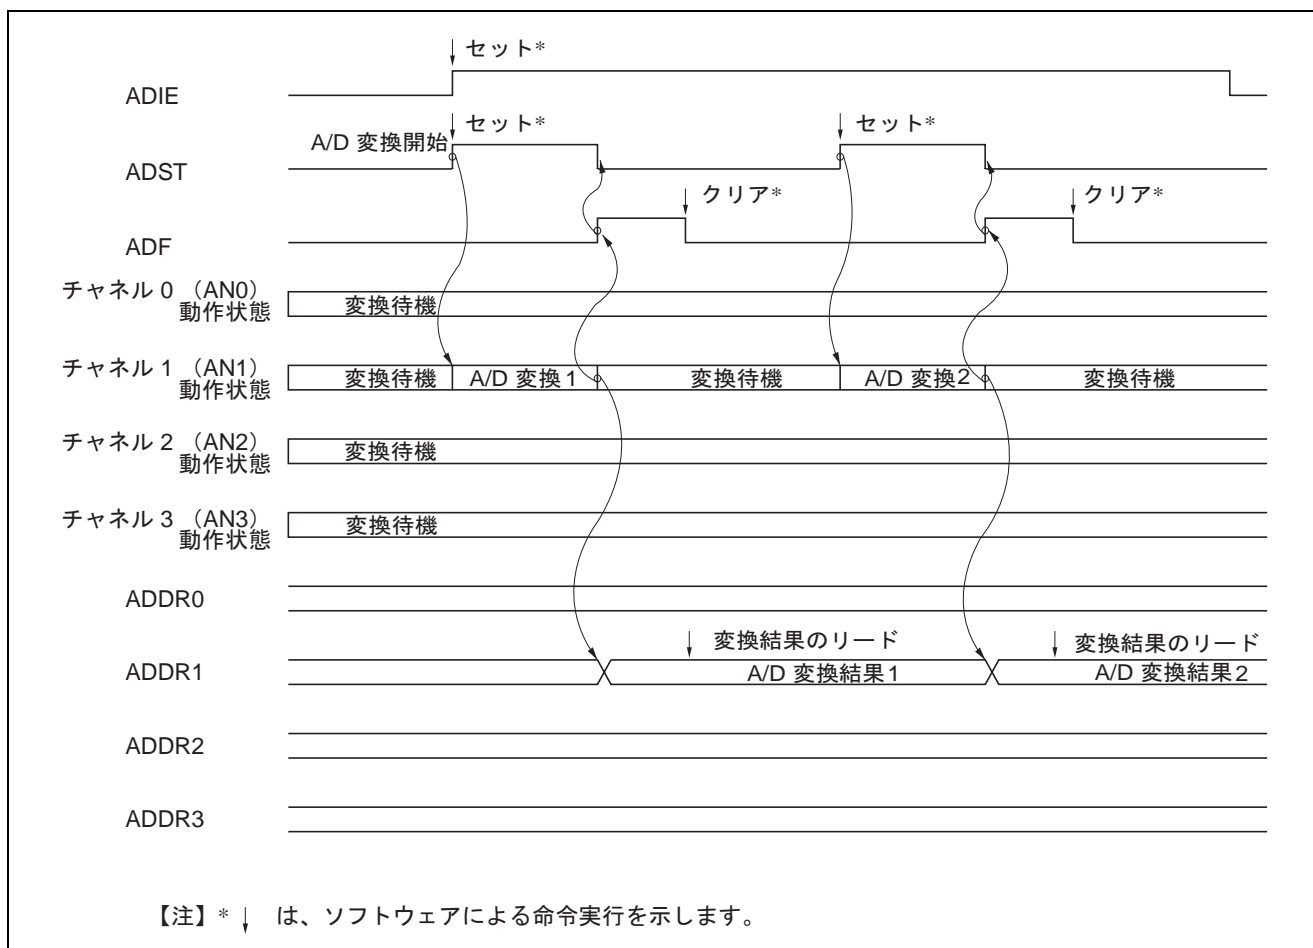 セット*
ADIE
A/D 変換開始
セット*
セット*
ADST
クリア*
クリア*
ADF
チャネル 0 （AN0）
動作状態
変換待機
チャネル 1 （AN1）
動作状態
変換待機
A/D 変換1
変換待機
A/D 変換2
変換待機
チャネル 2 （AN2）
動作状態
変換待機
チャネル 3 （AN3）
動作状態
変換待機
ADDR0
変換結果のリード
変換結果のリード
ADDR1
A/D 変換結果1
A/D 変換結果2
ADDR2
ADDR3
【注】* ↓ は、ソフトウェアによる命令実行を示します。